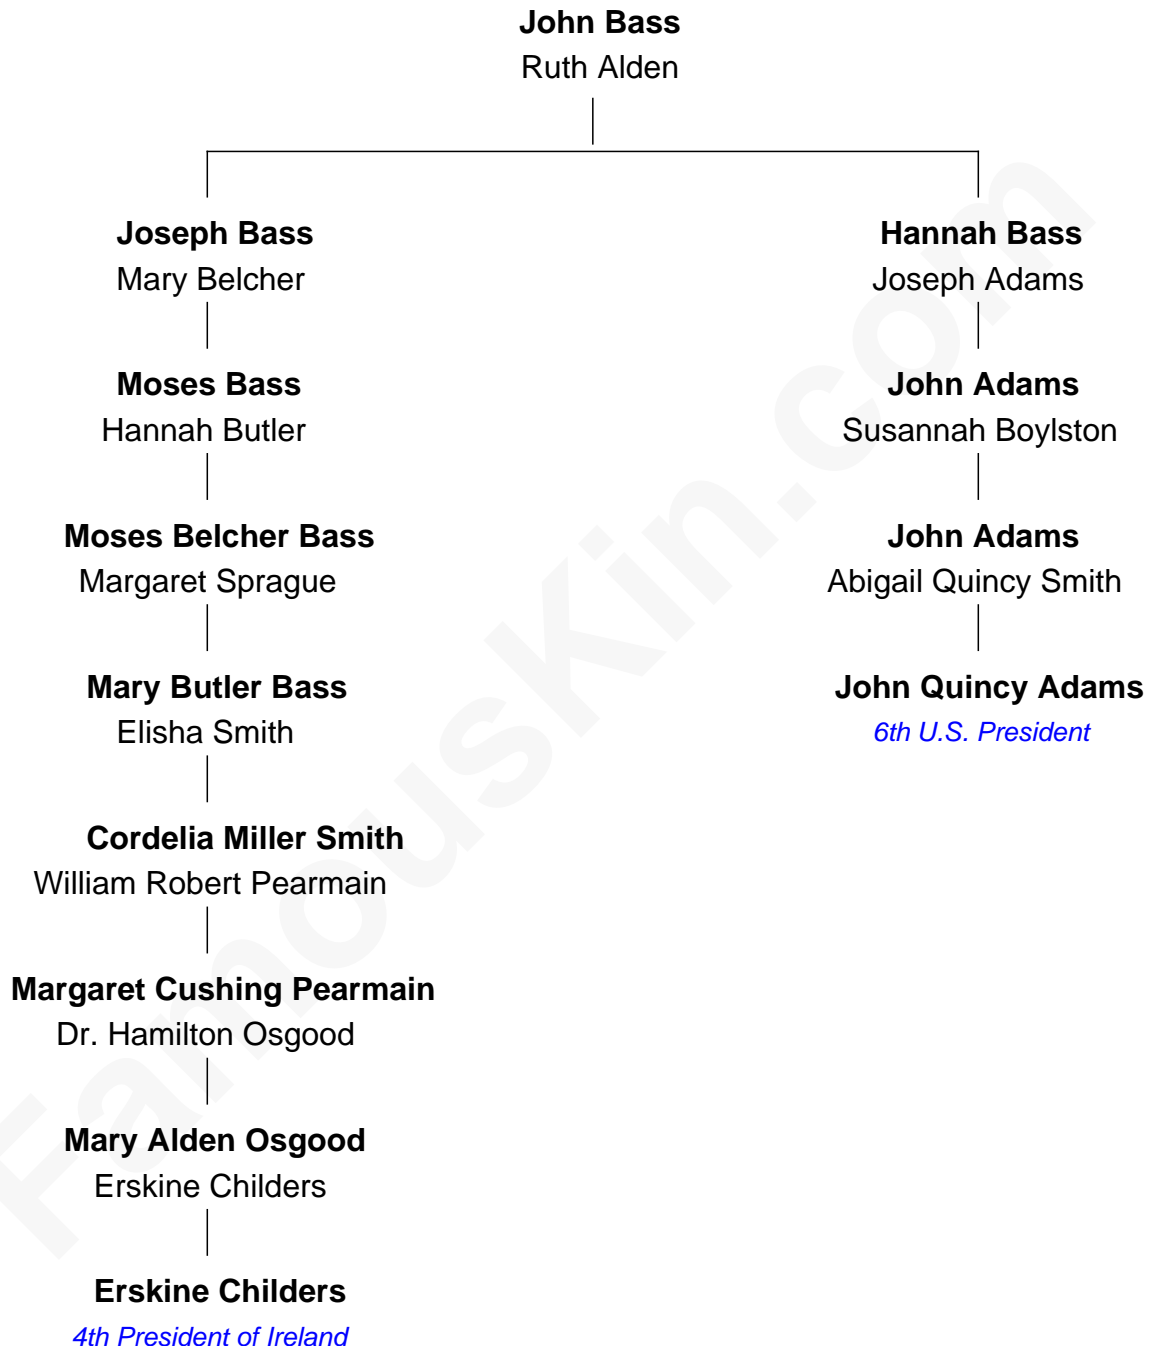 John Bass
Ruth Alden
Joseph Bass
Mary Belcher
Hannah Bass
Joseph Adams
Moses Bass
Hannah Butler
John Adams
Susannah Boylston
Moses Belcher Bass
Margaret Sprague
John Adams
Abigail Quincy Smith
Mary Butler Bass
Elisha Smith
John Quincy Adams
6th U.S. President
Cordelia Miller Smith
William Robert Pearmain
Margaret Cushing Pearmain
Dr. Hamilton Osgood
Mary Alden Osgood
Erskine Childers
Erskine Childers
4th President of Ireland
FamousKin.com